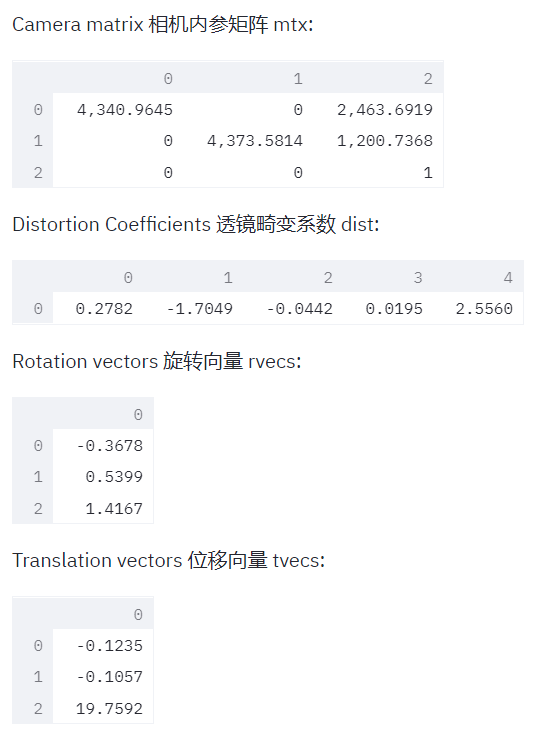 Camera matrix 相机内参矩阵 mtx:
0 1 2
0 4,340.9645 0 2,463.6919
1 0 4,373.5814 1,200.7368
2 0 0 1
Distortion Coefficients 透镜畸变系数 dist:
0 1 2 3 4
0 0.2782 -1.7049 -0.0442 0.0195 2.5560
Rotation vectors 旋转向量 rvecs:
0
0 -0.3678
1 0.5399
2 1.4167
Translation vectors 位移向量 tvecs:
0
0 -0.1235
1 -0.1057
2 19.7592